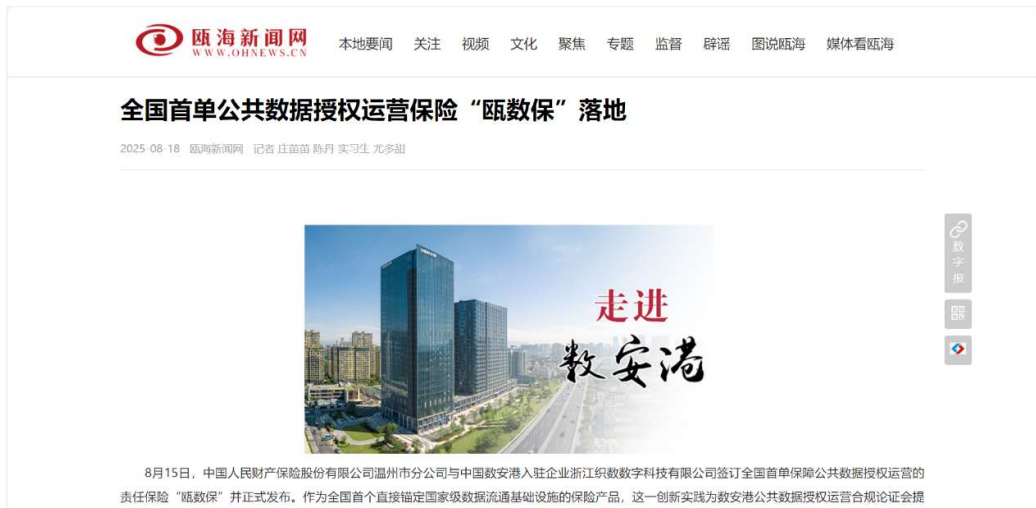 瓯海新闻网
WWW.OHNEWS.CN
本地要闻 关注 视频 文化 聚焦 专题 监督 辟谣 图说瓯海 媒体看瓯海
全国首单公共数据授权运营保险“瓯数保”落地
2025-08-18 瓯海新闻网 记者 庄苗苗 陈丹 实习生 尤多甜
数字报
走进
数安港
8月15日，中国人民财产保险股份有限公司温州市分公司与中国数安港入驻企业浙江织数数字科技有限公司签订全国首单保障公共数据授权运营的
责任保险“瓯数保”并正式发布。作为全国首个直接锚定国家级数据流通基础设施的保险产品，这一创新实践为数安港公共数据授权运营合规论证会提